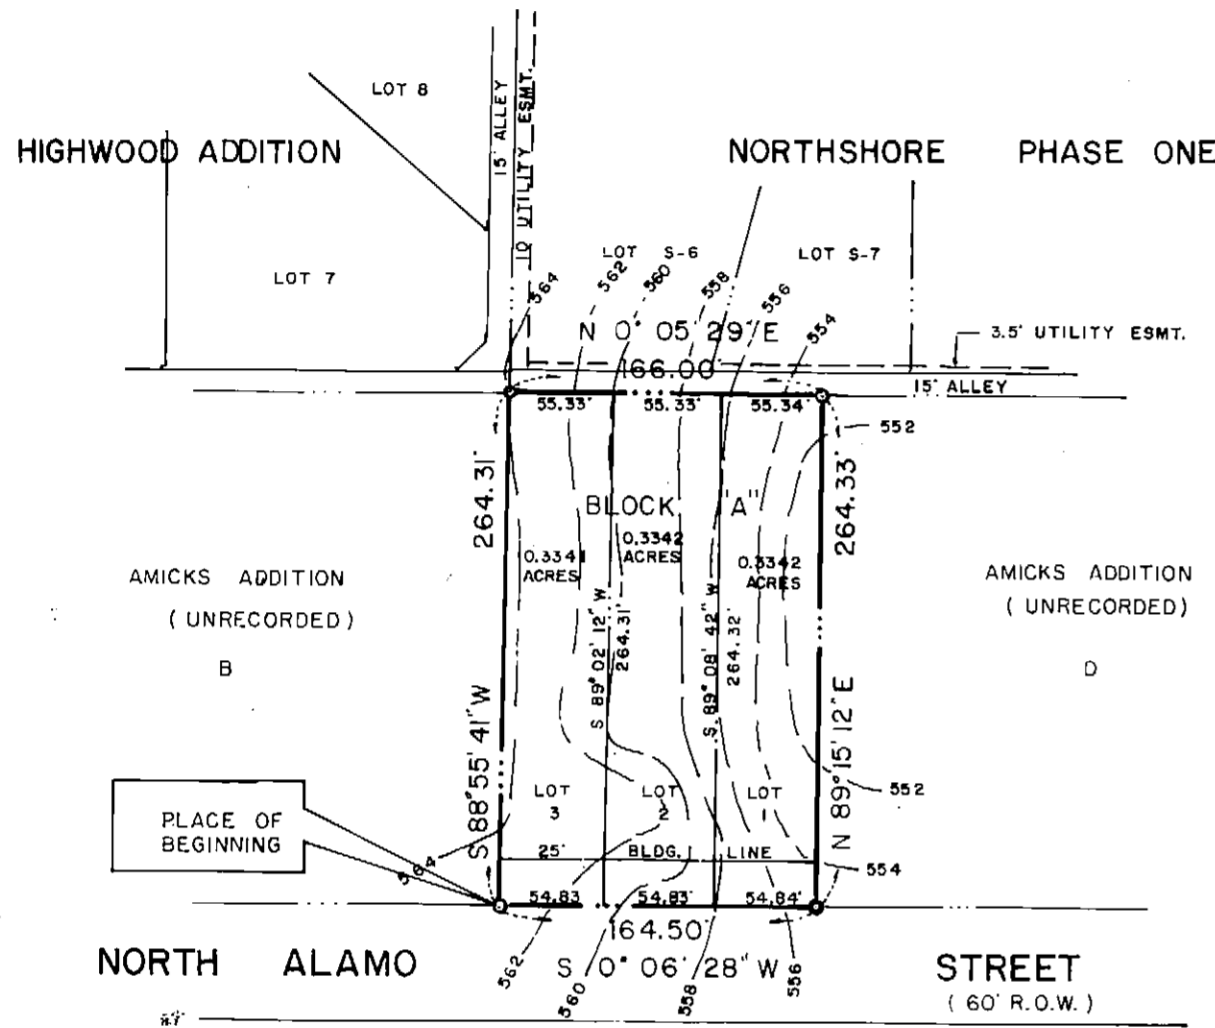 LOT 8
15' ALLEY
10 UTILITY ESMT.
HIGHWOOD ADDITION
NORTHSHORE PHASE ONE
LOT 7
LOT S-6
LOT S-7
564
562
560
558
556
554
N 0° 05' 29" E
166.00'
3.5' UTILITY ESMT.
15' ALLEY
55.33'
55.33'
55.34'
552
264.31'
264.33'
BLOCK "A"
0.3341
ACRES
0.3342
ACRES
0.3342
ACRES
AMICKS ADDITION
(UNRECORDED)
B
AMICKS ADDITION
(UNRECORDED)
D
S 89° 02' 12" W
264.31'
S 89° 08' 42" W
264.32'
S 88° 55' 41" W
N 89° 15' 12" E
552
LOT
3
LOT
2
LOT
1
PLACE OF
BEGINNING
25' BLDG. LINE
564
554
54.83
54.83'
54.84'
164.50'
S 0° 06' 28" W
562
560
558
556
NORTH ALAMO STREET
(60' R.O.W.)